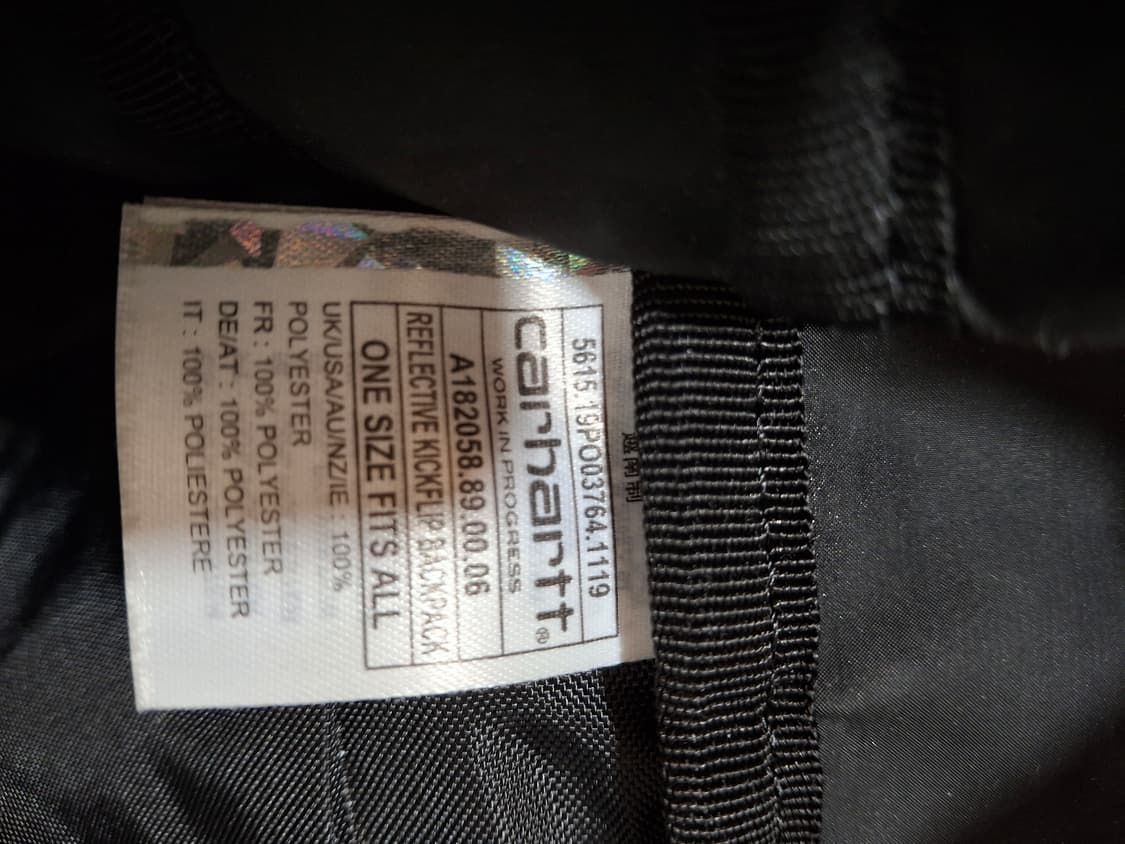 5615.19PO03764.1119
carhartt®
WORK IN PROGRESS
A182058.89.00.06
REFLECTIVE KICKFLIP BACKPACK
ONE SIZE FITS ALL
UK/USA/AU/NZ/IE : 100%
POLYESTER
FR : 100% POLYESTER
DE/AT : 100% POLYESTER
IT : 100% POLIESTERE